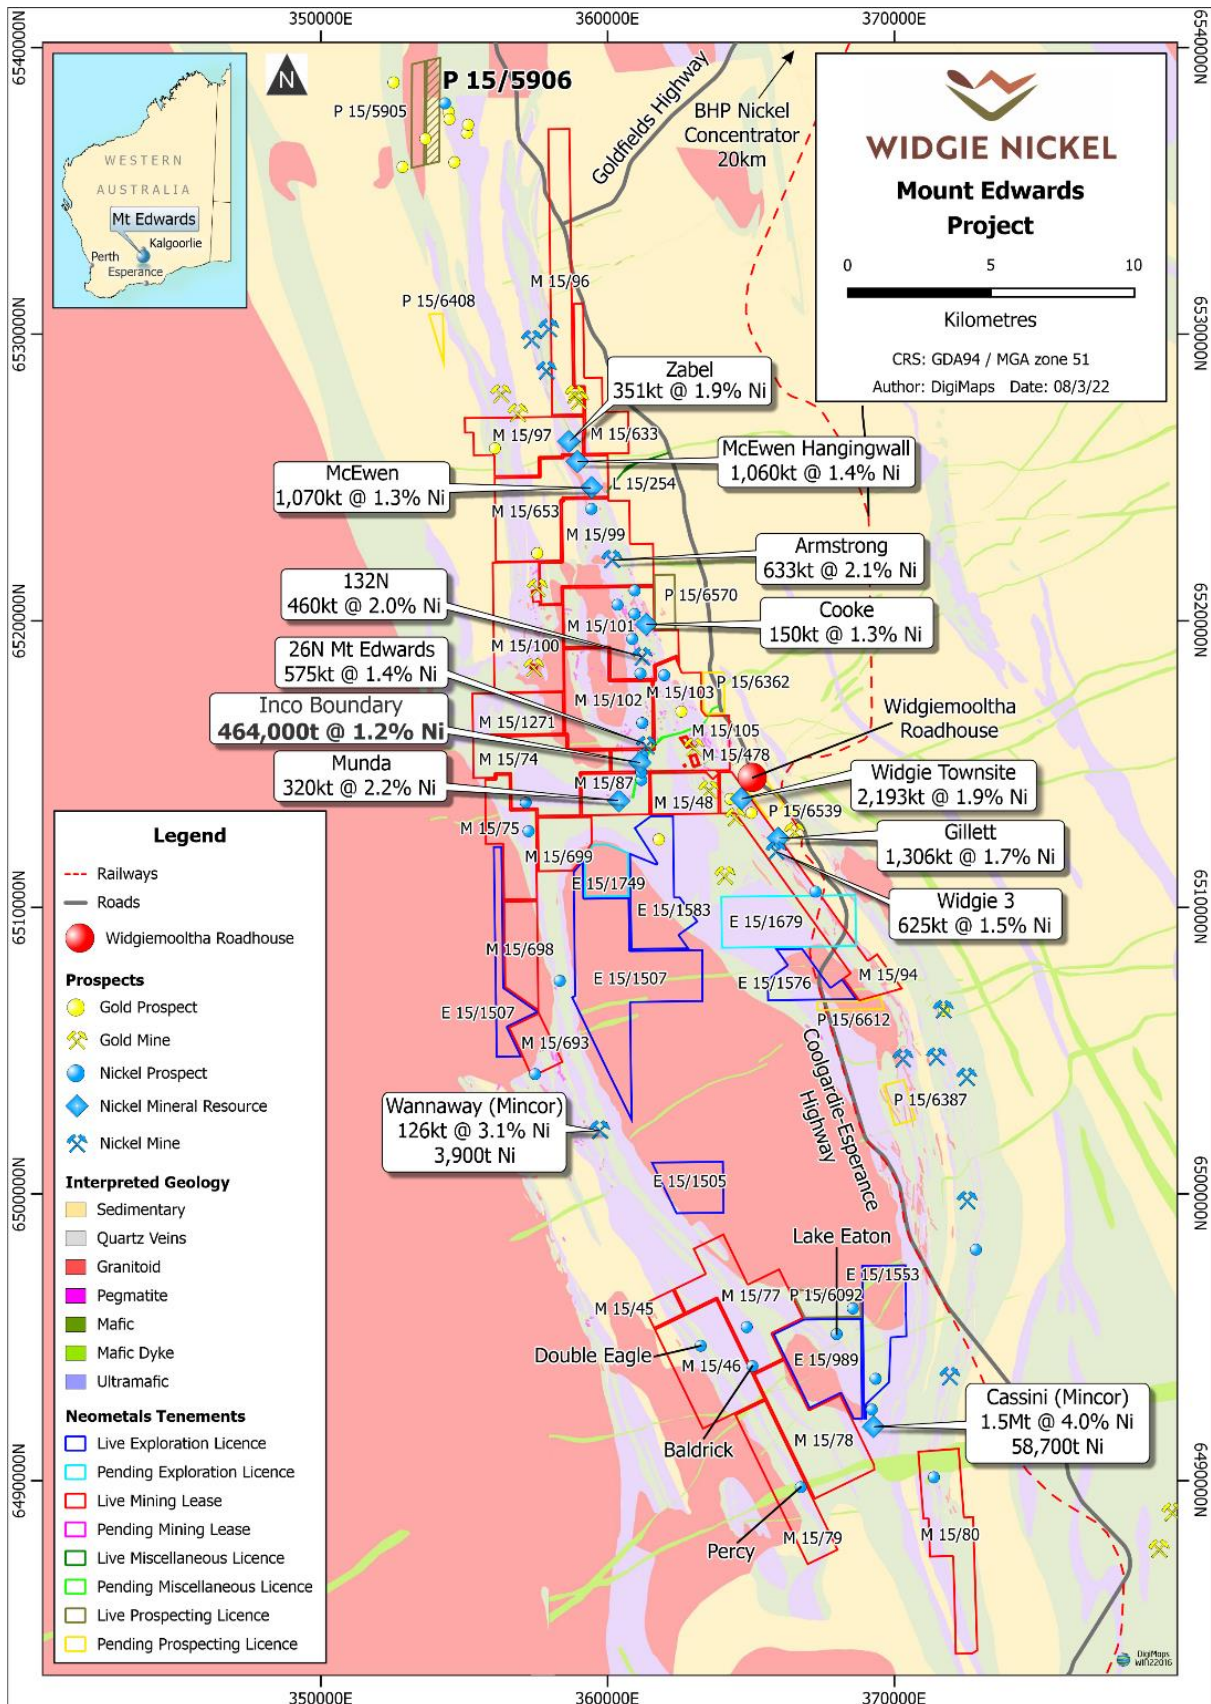 350000E
360000E
370000E
6540000N
6530000N
6520000N
6510000N
6500000N
6490000N
6540000N
6530000N
6520000N
6510000N
6500000N
6490000N
350000E
360000E
370000E
WESTERN
AUSTRALIA
Mt Edwards
Kalgoorlie
Perth
Esperance
N
P 15/5906
P 15/5905
Goldfields Highway
BHP Nickel
Concentrator
20km
WIDGIE NICKEL
Mount Edwards
Project
0 5 10
Kilometres
CRS: GDA94 / MGA zone 51
Author: DigiMaps Date: 08/3/22
M 15/96
P 15/6408
Zabel
351kt @ 1.9% Ni
M 15/97
M 15/633
McEwen Hangingwall
1,060kt @ 1.4% Ni
McEwen
1,070kt @ 1.3% Ni
L 15/254
M 15/653
M 15/99
Armstrong
633kt @ 2.1% Ni
132N
460kt @ 2.0% Ni
P 15/6570
Cooke
150kt @ 1.3% Ni
M 15/101
M 15/100
26N Mt Edwards
575kt @ 1.4% Ni
P 15/6362
M 15/103
M 15/102
Inco Boundary
464,000t @ 1.2% Ni
M 15/1271
M 15/105
Widgiemooltha
Roadhouse
M 15/74
M 15/478
Munda
320kt @ 2.2% Ni
M 15/87
M 15/48
Widgie Townsite
2,193kt @ 1.9% Ni
P 15/6539
M 15/75
Gillett
1,306kt @ 1.7% Ni
M 15/699
E 15/1749
Widgie 3
625kt @ 1.5% Ni
E 15/1583
E 15/1679
M 15/698
E 15/1507
E 15/1576
M 15/94
E 15/1507
P 15/6612
M 15/693
Coolgardie-Esperance
Highway
P 15/6387
Wannaway (Mincor)
126kt @ 3.1% Ni
3,900t Ni
E 15/1505
Lake Eaton
E 15/1553
M 15/77
P 15/6092
M 15/45
Double Eagle
M 15/46
E 15/989
Cassini (Mincor)
1.5Mt @ 4.0% Ni
58,700t Ni
Baldrick
M 15/78
Percy
M 15/79
M 15/80
Legend
Railways
Roads
Widgiemooltha Roadhouse
Prospects
Gold Prospect
Gold Mine
Nickel Prospect
Nickel Mineral Resource
Nickel Mine
Interpreted Geology
Sedimentary
Quartz Veins
Granitoid
Pegmatite
Mafic
Mafic Dyke
Ultramafic
Neometals Tenements
Live Exploration Licence
Pending Exploration Licence
Live Mining Lease
Pending Mining Lease
Live Miscellaneous Licence
Pending Miscellaneous Licence
Live Prospecting Licence
Pending Prospecting Licence
DigiMaps
WIN22016